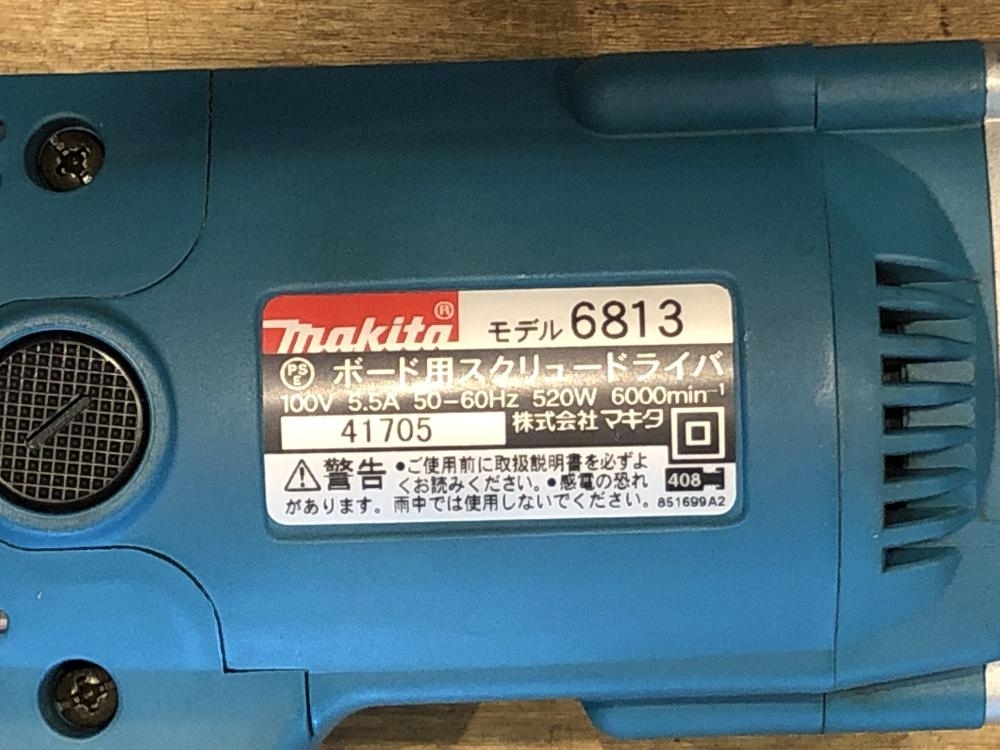 makita® モデル 6813
PSE ボード用スクリュードライバ
100V 5.5A 50-60Hz 520W 6000min⁻¹
41705 株式会社マキタ
警告 •ご使用前に取扱説明書を必ずよ
くお読みください。•感電の恐れ
があります。雨中では使用しないでください。
408
851699A2